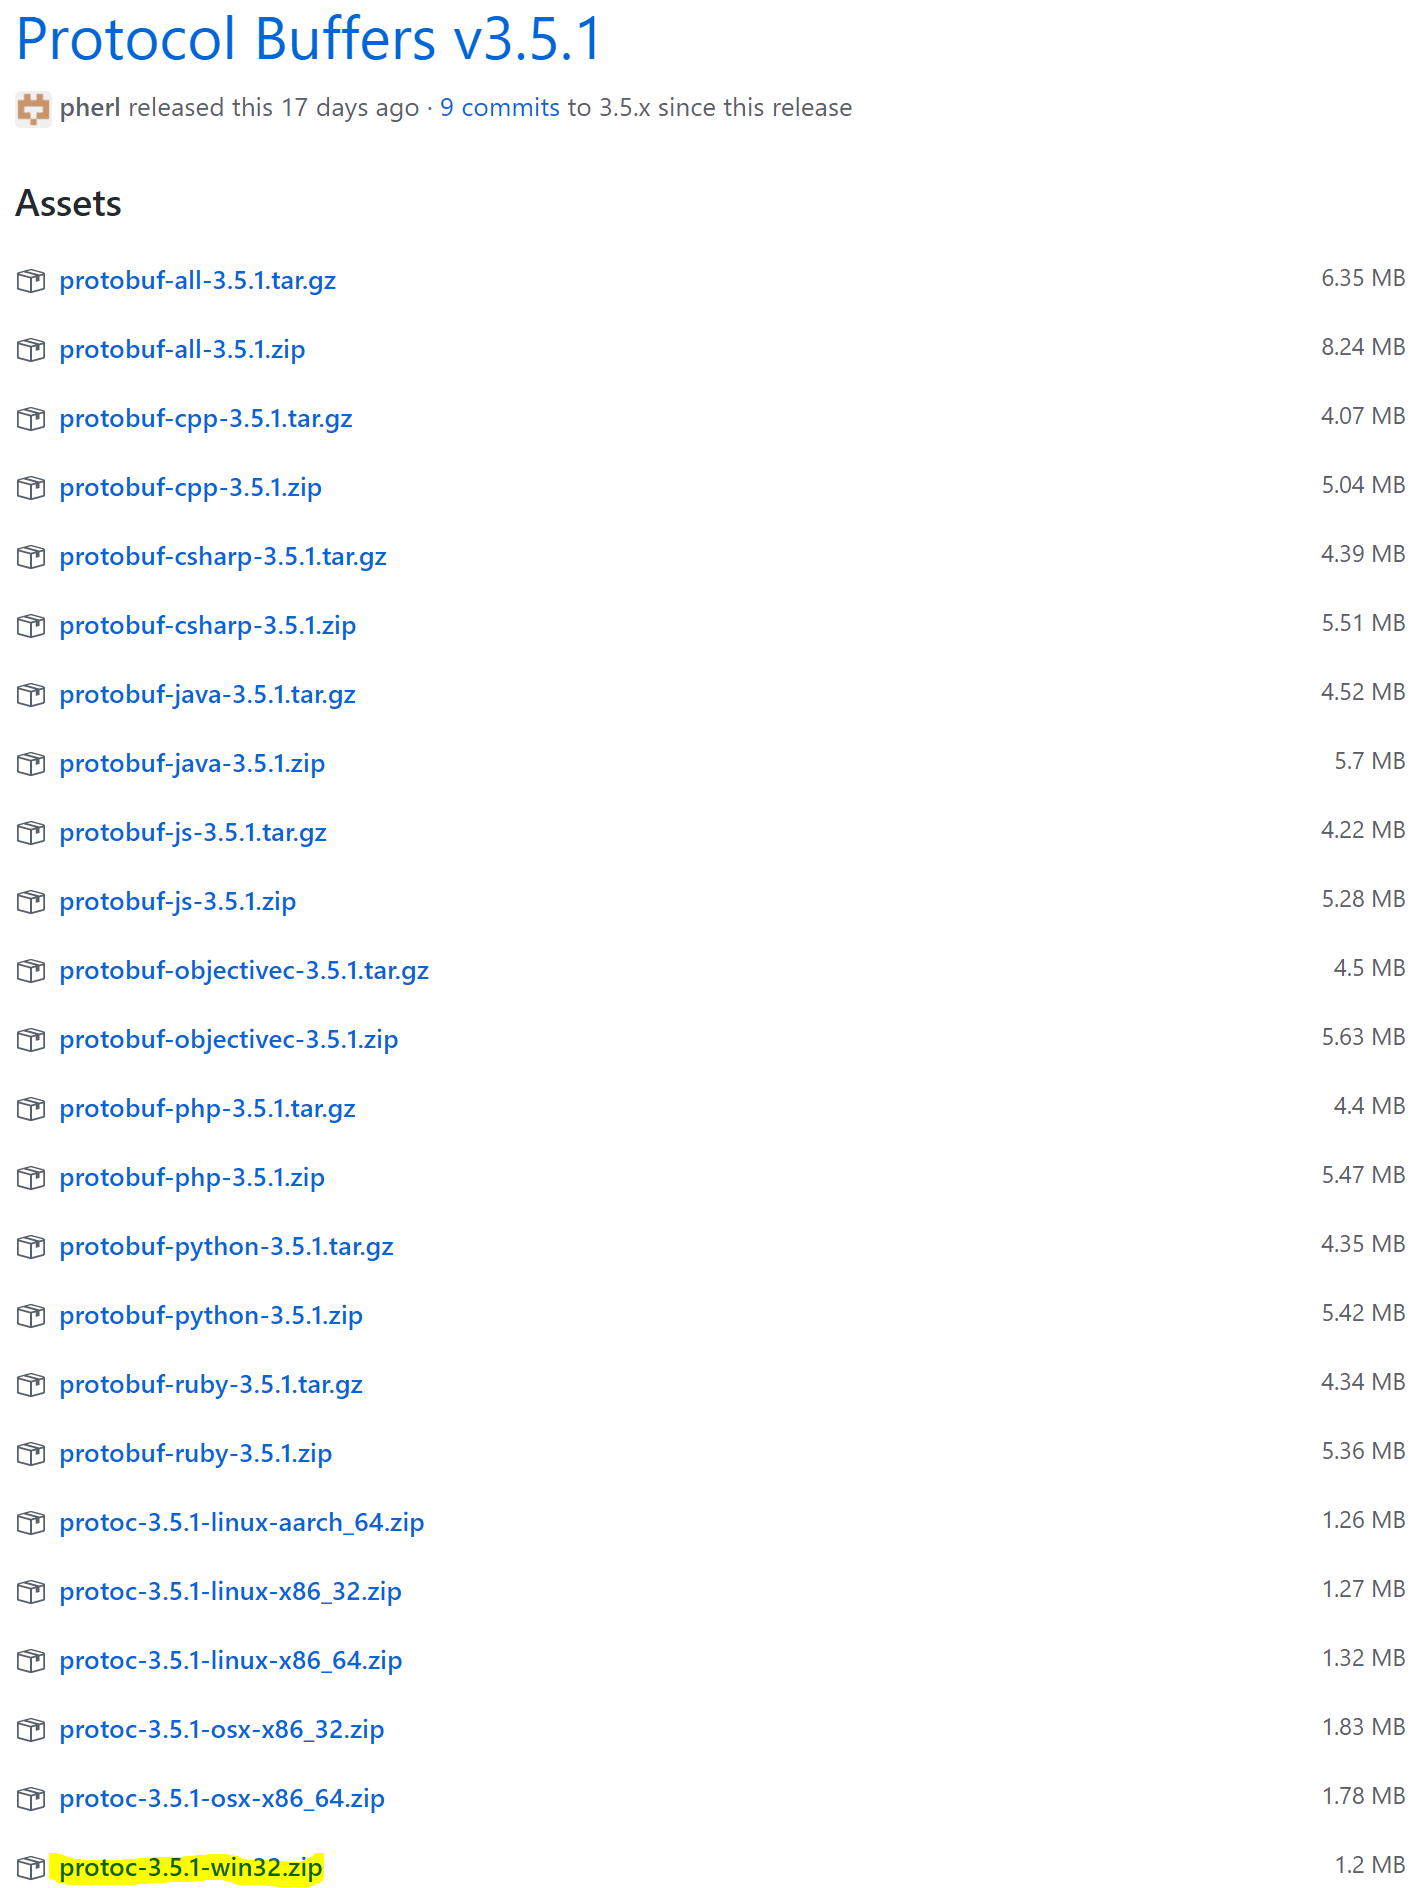 Protocol Buffers v3.5.1
pherl released this 17 days ago · 9 commits to 3.5.x since this release
Assets
protobuf-all-3.5.1.tar.gz 6.35 MB
protobuf-all-3.5.1.zip 8.24 MB
protobuf-cpp-3.5.1.tar.gz 4.07 MB
protobuf-cpp-3.5.1.zip 5.04 MB
protobuf-csharp-3.5.1.tar.gz 4.39 MB
protobuf-csharp-3.5.1.zip 5.51 MB
protobuf-java-3.5.1.tar.gz 4.52 MB
protobuf-java-3.5.1.zip 5.7 MB
protobuf-js-3.5.1.tar.gz 4.22 MB
protobuf-js-3.5.1.zip 5.28 MB
protobuf-objectivec-3.5.1.tar.gz 4.5 MB
protobuf-objectivec-3.5.1.zip 5.63 MB
protobuf-php-3.5.1.tar.gz 4.4 MB
protobuf-php-3.5.1.zip 5.47 MB
protobuf-python-3.5.1.tar.gz 4.35 MB
protobuf-python-3.5.1.zip 5.42 MB
protobuf-ruby-3.5.1.tar.gz 4.34 MB
protobuf-ruby-3.5.1.zip 5.36 MB
protoc-3.5.1-linux-aarch_64.zip 1.26 MB
protoc-3.5.1-linux-x86_32.zip 1.27 MB
protoc-3.5.1-linux-x86_64.zip 1.32 MB
protoc-3.5.1-osx-x86_32.zip 1.83 MB
protoc-3.5.1-osx-x86_64.zip 1.78 MB
protoc-3.5.1-win32.zip 1.2 MB